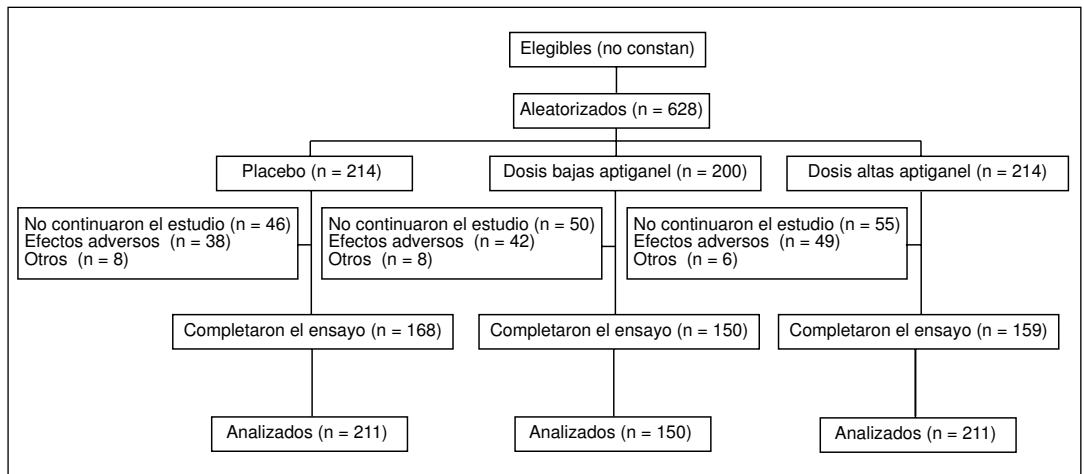 Elegibles (no constan)
Aleatorizados (n = 628)
Placebo (n = 214)
Dosis bajas aptiganel (n = 200)
Dosis altas aptiganel (n = 214)
No continuaron el estudio (n = 46)
Efectos adversos (n = 38)
Otros (n = 8)
No continuaron el estudio (n = 50)
Efectos adversos (n = 42)
Otros (n = 8)
No continuaron el estudio (n = 55)
Efectos adversos (n = 49)
Otros (n = 6)
Completaron el ensayo (n = 168)
Completaron el ensayo (n = 150)
Completaron el ensayo (n = 159)
Analizados (n = 211)
Analizados (n = 150)
Analizados (n = 211)